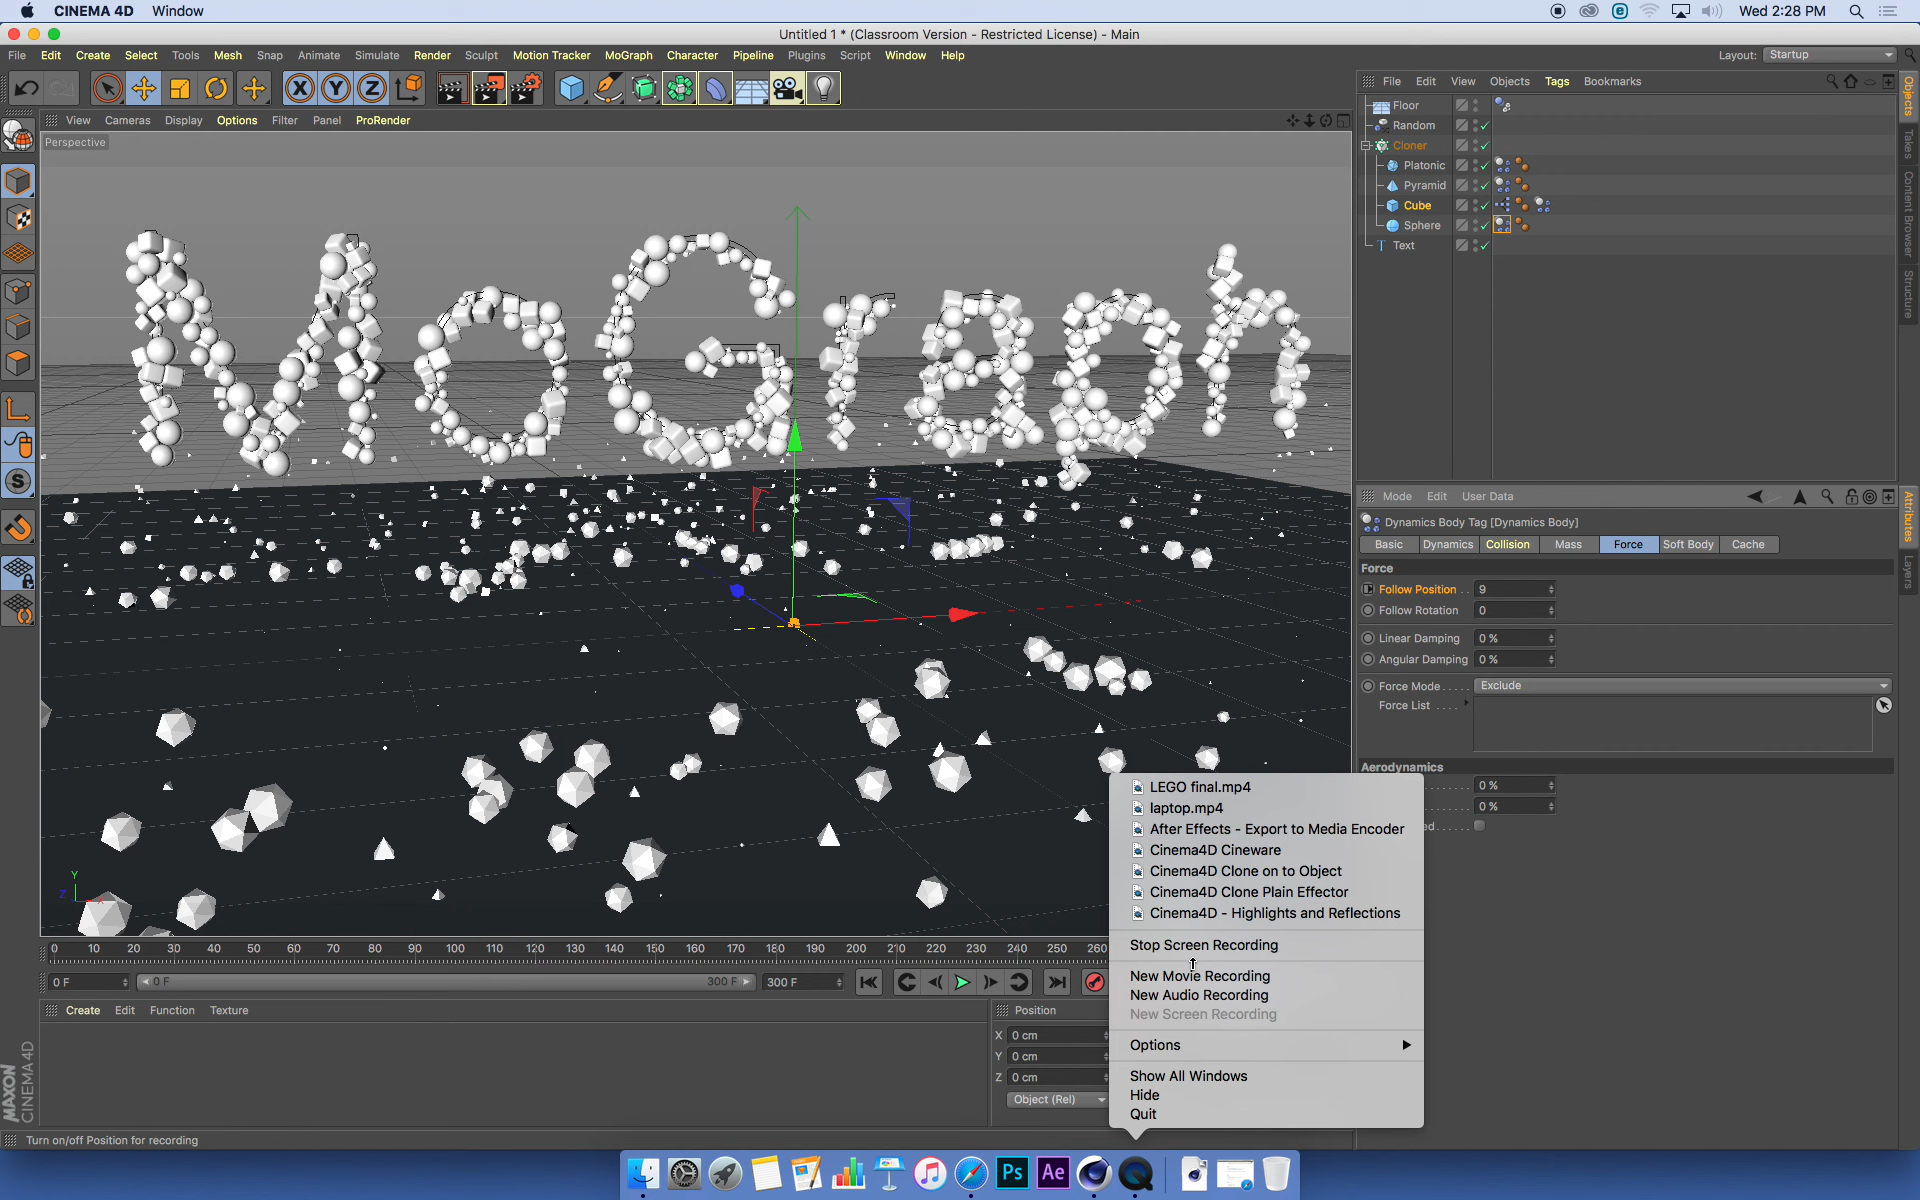 CINEMA 4D Window Wed 2:28 PM
Untitled 1 * (Classroom Version - Restricted License) - Main
File Edit Create Select Tools Mesh Snap Animate Simulate Render Sculpt Motion Tracker MoGraph Character Pipeline Plugins Script Window Help Layout: Startup
X Y Z
File Edit View Objects Tags Bookmarks
View Cameras Display Options Filter Panel ProRender
Perspective
Floor
Random
Cloner
Platonic
Pyramid
Cube
Sphere
Text
Objects
Takes
Content Browser
Structure
MoGraph
Mode Edit User Data
Dynamics Body Tag [Dynamics Body]
Basic Dynamics Collision Mass Force Soft Body Cache
Force
Follow Position . . 9
Follow Rotation 0
Linear Damping 0 %
Angular Damping 0 %
Force Mode . . . . . Exclude
Force List . . . .
Aerodynamics
0 %
0 %
ed
Attributes
Layers
S
LEGO final.mp4
laptop.mp4
After Effects - Export to Media Encoder
Cinema4D Cineware
Cinema4D Clone on to Object
Cinema4D Clone Plain Effector
Cinema4D - Highlights and Reflections
Stop Screen Recording
New Movie Recording
New Audio Recording
New Screen Recording
Options
Show All Windows
Hide
Quit
Y
Z X
0 10 20 30 40 50 60 70 80 90 100 110 120 130 140 150 160 170 180 190 200 210 220 230 240 250 260
0 F 0 F 300 F 300 F
Create Edit Function Texture
Position
X 0 cm
Y 0 cm
Z 0 cm
Object (Rel)
MAXON
CINEMA 4D
Turn on/off Position for recording
Ps Ae